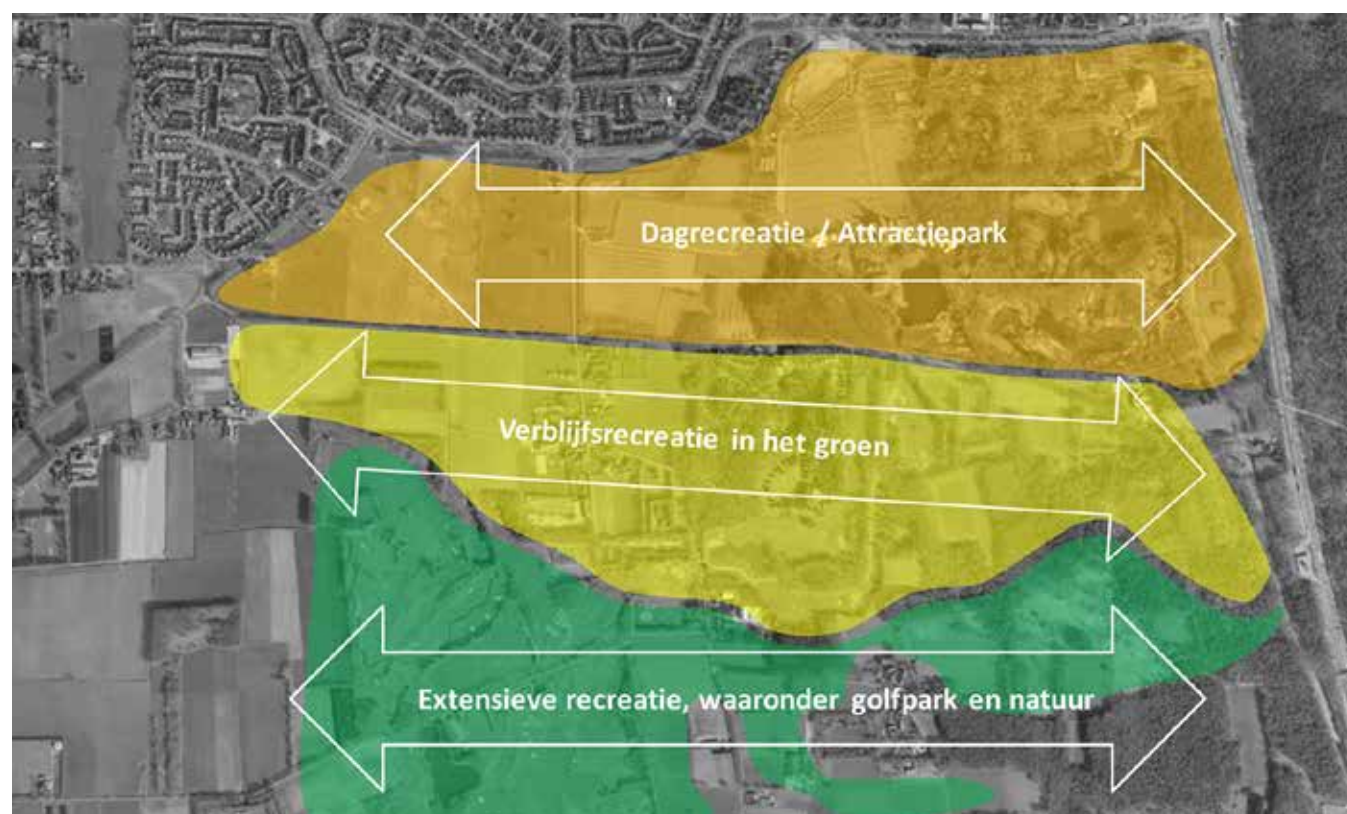 Dagrecreatie / Attractiepark
Verblijfsrecreatie in het groen
Extensieve recreatie, waaronder golfpark en natuur